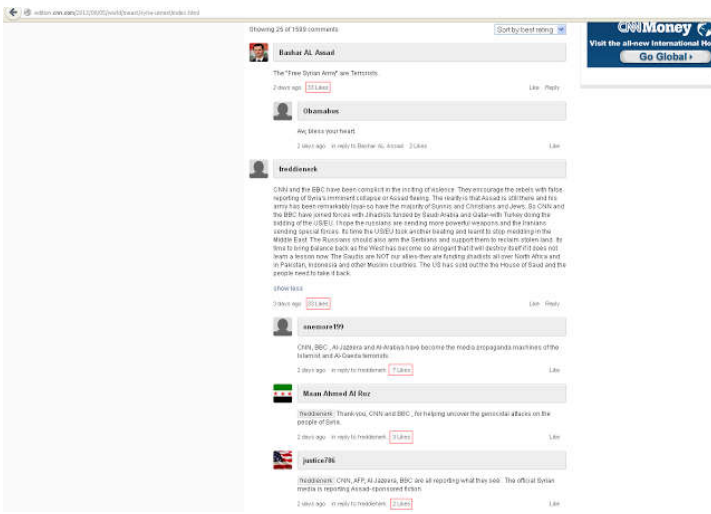 edition.cnn.com/2012/09/05/world/meast/syria-unrest/index.html
Showing 25 of 1599 comments
Sort by best rating
CNNMoney
Visit the all-new International Ho
Go Global
Bashar AL Assad
The "Free Syrian Army" are Terrorists.
2 days ago 33 Likes
Like Reply
Obamabus
Aw, bless your heart.
2 days ago in reply to Bashar AL Assad 2 Likes
Like
freddienerk
CNN and the BBC have been complicit in the inciting of violence. They encourage the rebels with false
reporting of Syria's imminent collapse or Assad fleeing. The reality is that Assad is still there and his
army has been remarkably loyal-so have the majority of Sunnis and Christians and Jews. So CNN and
the BBC have joined forces with Jihadists funded by Saudi Arabia and Qatar-with Turkey doing the
bidding of the US/EU. I hope the russians are sending more powerful weapons and the Iranians
sending special forces. Its time the US/EU took another beating and learnt to stop meddling in the
Middle East. The Russians should also arm the Serbians and support them to reclaim stolen land. Its
time to bring balance back as the West has become so arrogant that it will destroy itself if it does not
learn a lesson now. The Saudis are NOT our allies-they are funding jihadists all over North Africa and
in Pakistan, Indonesia and other Muslim countries. The US has sold out the the House of Saud and the
people need to take it back.
show less
2 days ago Likes
Like Reply
onemore199
CNN, BBC , Al-Jazeera and Al-Arabiya have become the media propaganda machines of the
Islamist and Al-Qaeda terrorists.
2 days ago in reply to freddienerk 7 Likes
Like
Maan Ahmed Al Roz
freddienerk: Thank you, CNN and BBC , for helping uncover the genocidal attacks on the
people of Syria.
2 days ago in reply to freddienerk 3 Likes
Like
justice786
freddienerk: CNN, AFP, Al Jazeera, BBC are all reporting what they see. The official Syrian
media is reporting Assad-sponsored fiction.
2 days ago in reply to freddienerk 2 Likes
Like